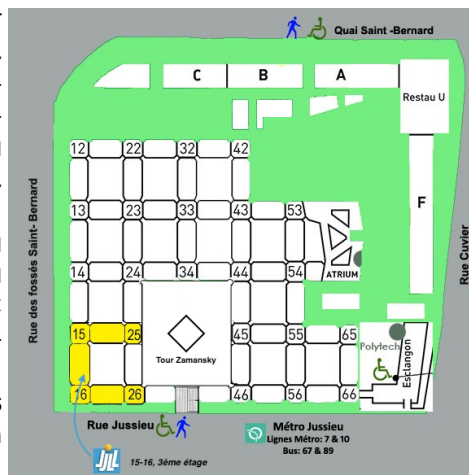 Quai Saint -Bernard
C B A
Restau U
12 22 32 42
Rue des fossés Saint- Bernard
13 23 33 43 53
F
Rue Cuvier
14 24 34 44 54
ATRIUM
15 25 45 55 65
Tour Zamansky
Polytech
Esclangon
16 26 46 56 66
Rue Jussieu
Métro Jussieu
Lignes Métro: 7 & 10
Bus: 67 & 89
15-16, 3ème étage